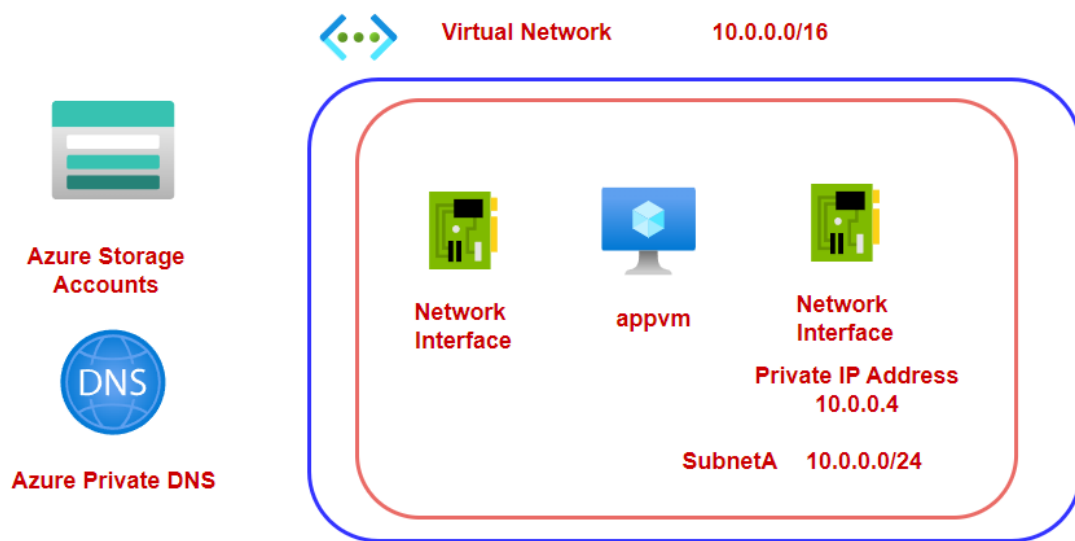 Virtual Network 10.0.0.0/16
Azure Storage
Accounts
DNS
Azure Private DNS
Network
Interface
appvm
Network
Interface
Private IP Address
10.0.0.4
SubnetA 10.0.0.0/24